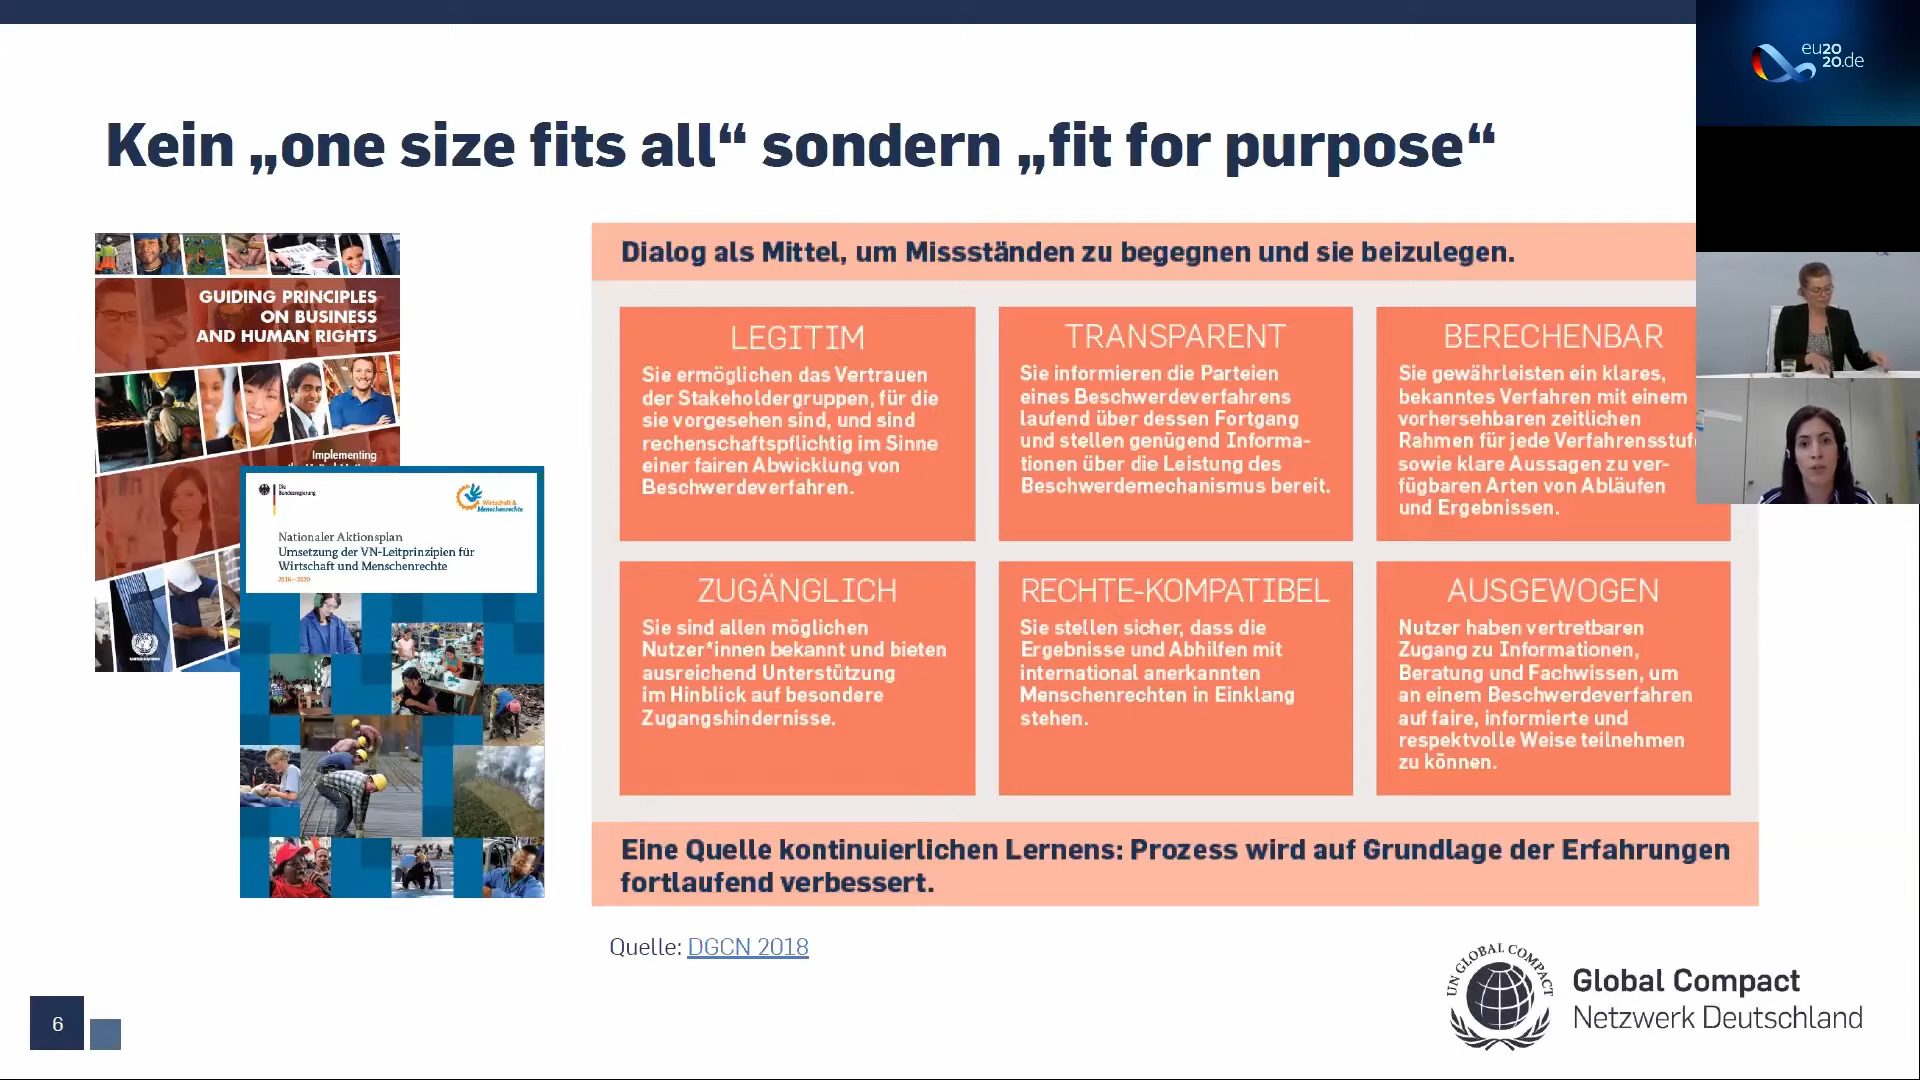 eu20
20.de
Kein „one size fits all“ sondern „fit for purpose“
GUIDING PRINCIPLES
ON BUSINESS
AND HUMAN RIGHTS
Implementing
UNITED NATIONS
Die
Bundesregierung
Wirtschaft &
Menschenrechte
Nationaler Aktionsplan
Umsetzung der VN-Leitprinzipien für
Wirtschaft und Menschenrechte
2016–2020
Dialog als Mittel, um Missständen zu begegnen und sie beizulegen.
LEGITIM
Sie ermöglichen das Vertrauen
der Stakeholdergruppen, für die
sie vorgesehen sind, und sind
rechenschaftspflichtig im Sinne
einer fairen Abwicklung von
Beschwerdeverfahren.
TRANSPARENT
Sie informieren die Parteien
eines Beschwerdeverfahrens
laufend über dessen Fortgang
und stellen genügend Informa-
tionen über die Leistung des
Beschwerdemechanismus bereit.
BERECHENBAR
Sie gewährleisten ein klares,
bekanntes Verfahren mit einem
vorhersehbaren zeitlichen
Rahmen für jede Verfahrensstuf
sowie klare Aussagen zu ver-
fügbaren Arten von Abläufen
und Ergebnissen.
ZUGÄNGLICH
Sie sind allen möglichen
Nutzer*innen bekannt und bieten
ausreichend Unterstützung
im Hinblick auf besondere
Zugangshindernisse.
RECHTE-KOMPATIBEL
Sie stellen sicher, dass die
Ergebnisse und Abhilfen mit
international anerkannten
Menschenrechten in Einklang
stehen.
AUSGEWOGEN
Nutzer haben vertretbaren
Zugang zu Informationen,
Beratung und Fachwissen, um
an einem Beschwerdeverfahren
auf faire, informierte und
respektvolle Weise teilnehmen
zu können.
Eine Quelle kontinuierlichen Lernens: Prozess wird auf Grundlage der Erfahrungen
fortlaufend verbessert.
Quelle: DGCN 2018
UN GLOBAL COMPACT
Global Compact
Netzwerk Deutschland
6